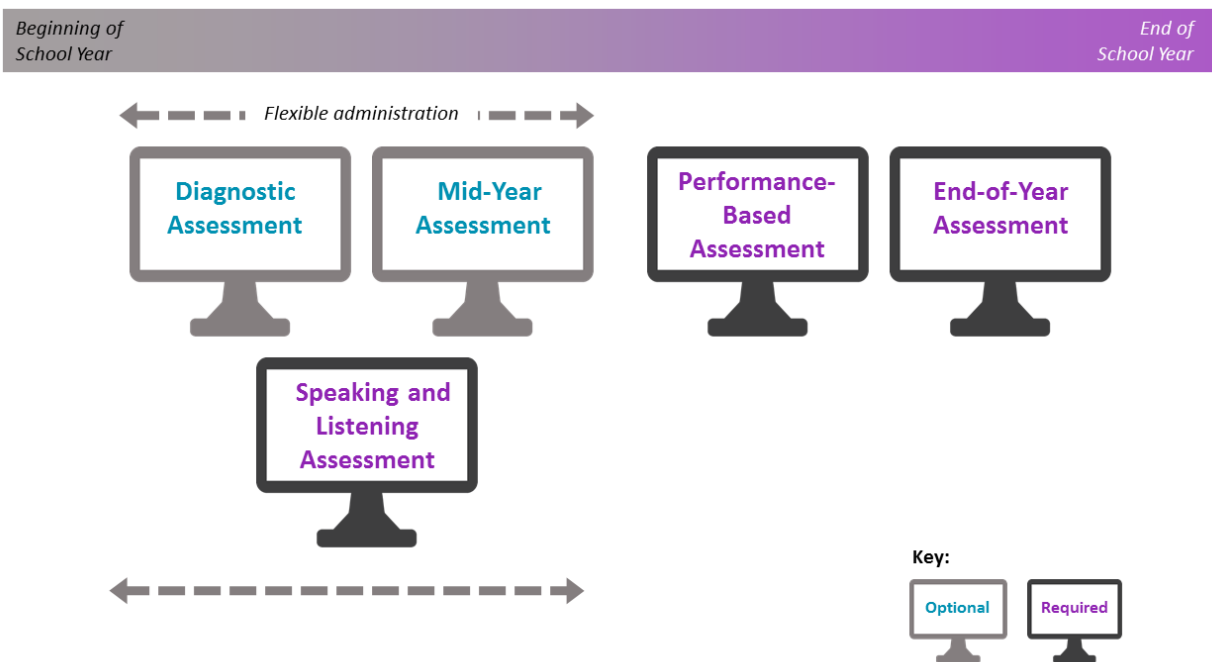 Beginning of
School Year
End of
School Year
Flexible administration
Diagnostic
Assessment
Mid-Year
Assessment
Performance-
Based
Assessment
End-of-Year
Assessment
Speaking and
Listening
Assessment
Key:
Optional
Required